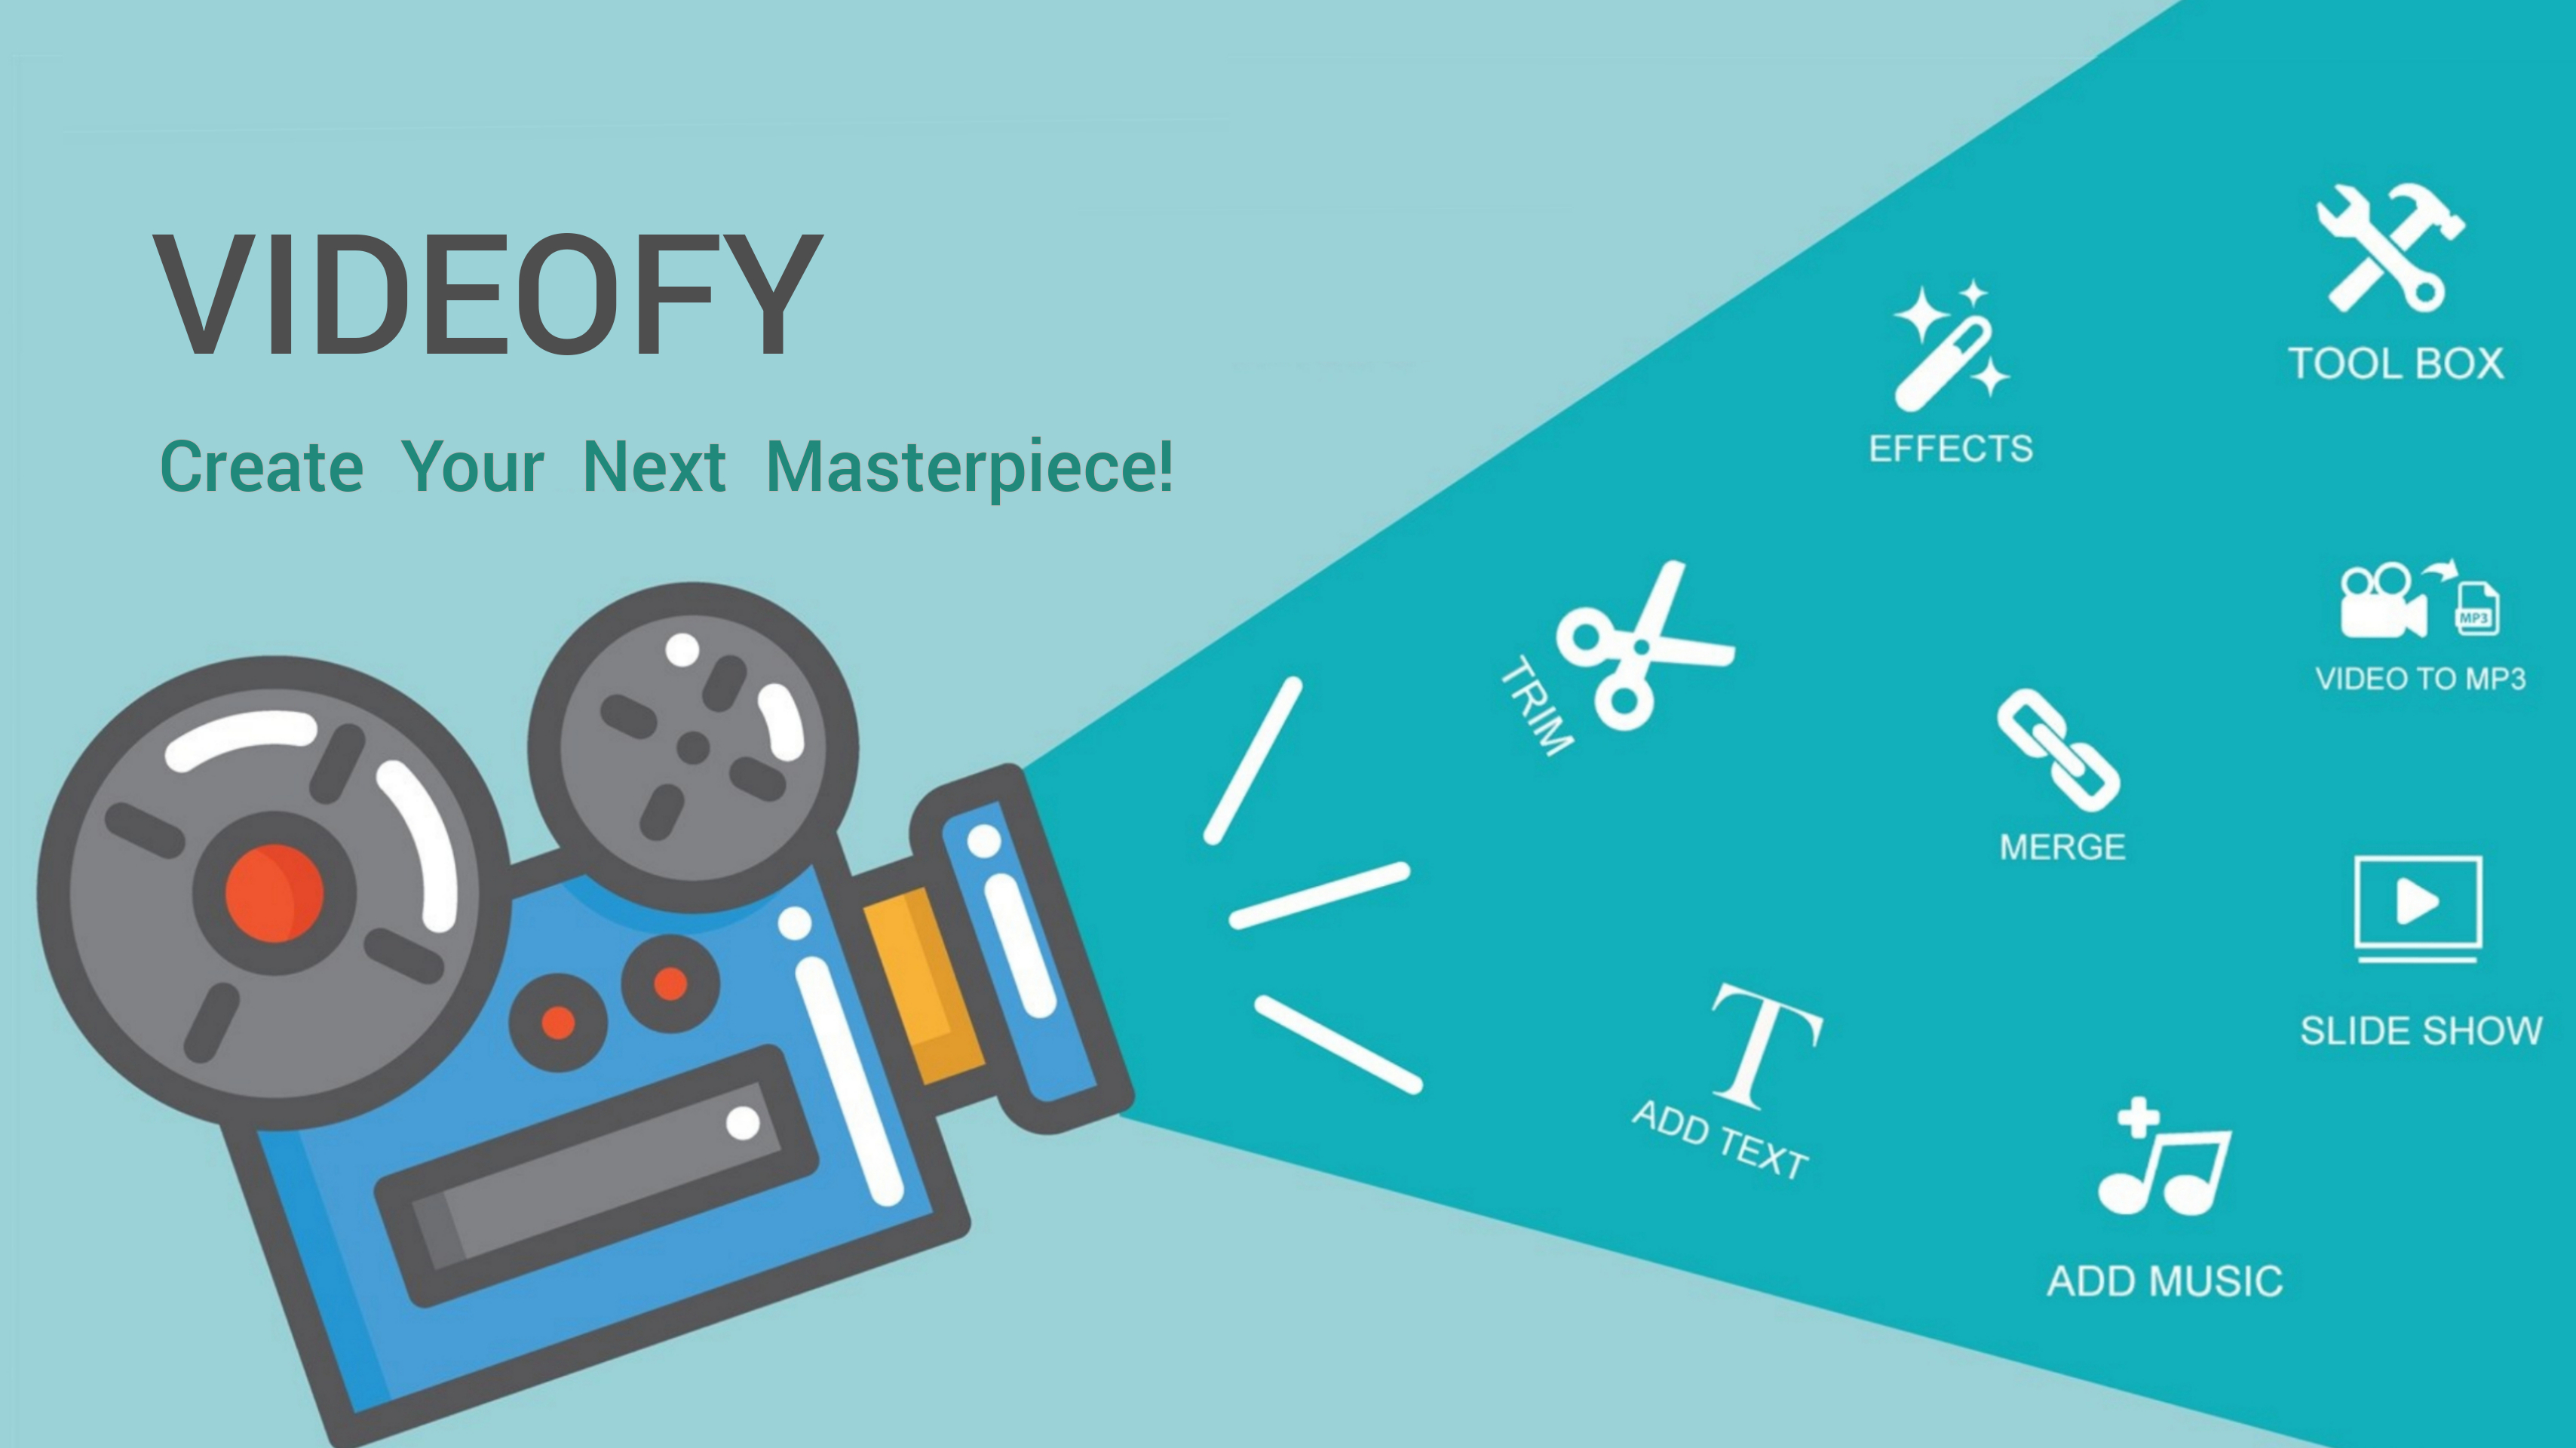 VIDEOFY
Create Your Next Masterpiece!
TOOL BOX
EFFECTS
MP3
VIDEO TO MP3
TRIM
MERGE
SLIDE SHOW
ADD TEXT
T
ADD MUSIC